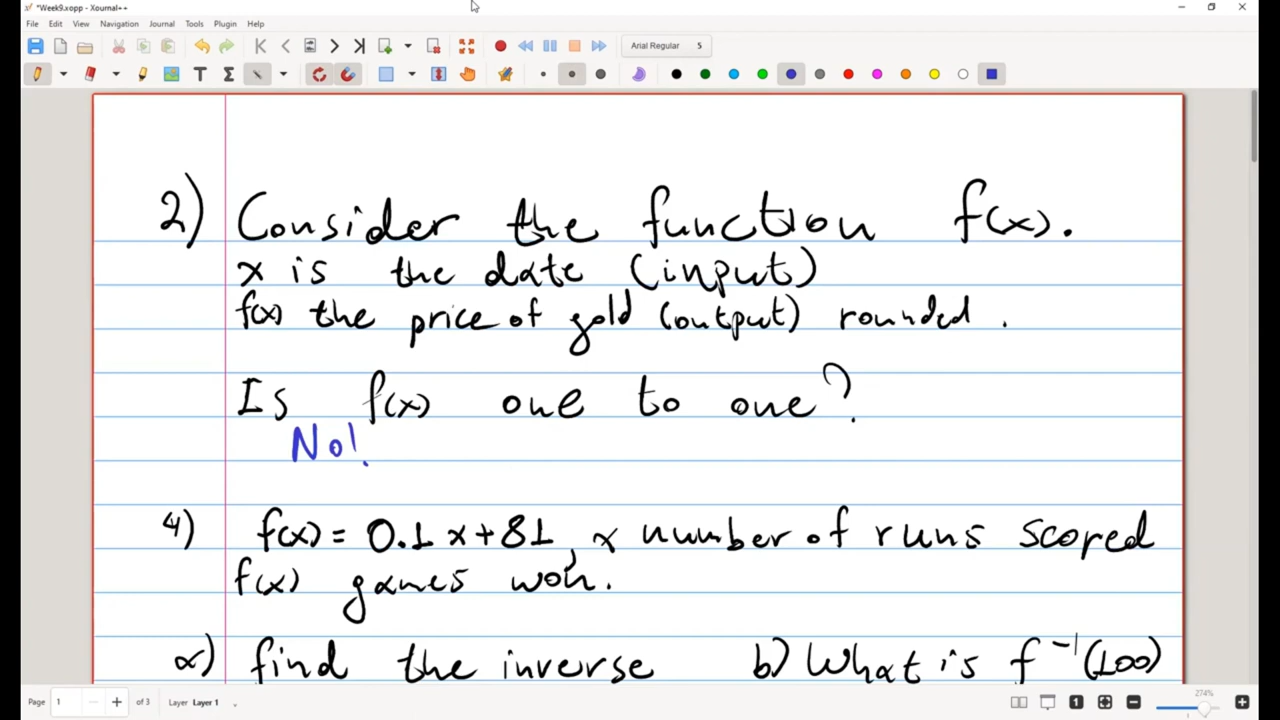 *Week9.xopp - Xournal++
File Edit View Navigation Journal Tools Plugin Help
Arial Regular 5
2) Consider the function f(x).
x is the date (input)
f(x) the price of gold (output) rounded.
Is f(x) one to one?
No!
4) f(x) = 0.1x+81, x number of runs scored
f(x) games won.
a) find the inverse b) What is f⁻¹(100)
Page 1 of 3 Layer Layer 1 274%